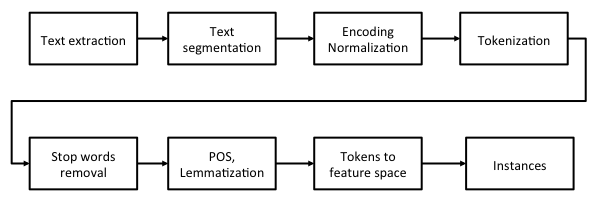 Text extraction
Text
segmentation
Encoding
Normalization
Tokenization
Stop words
removal
POS,
Lemmatization
Tokens to
feature space
Instances